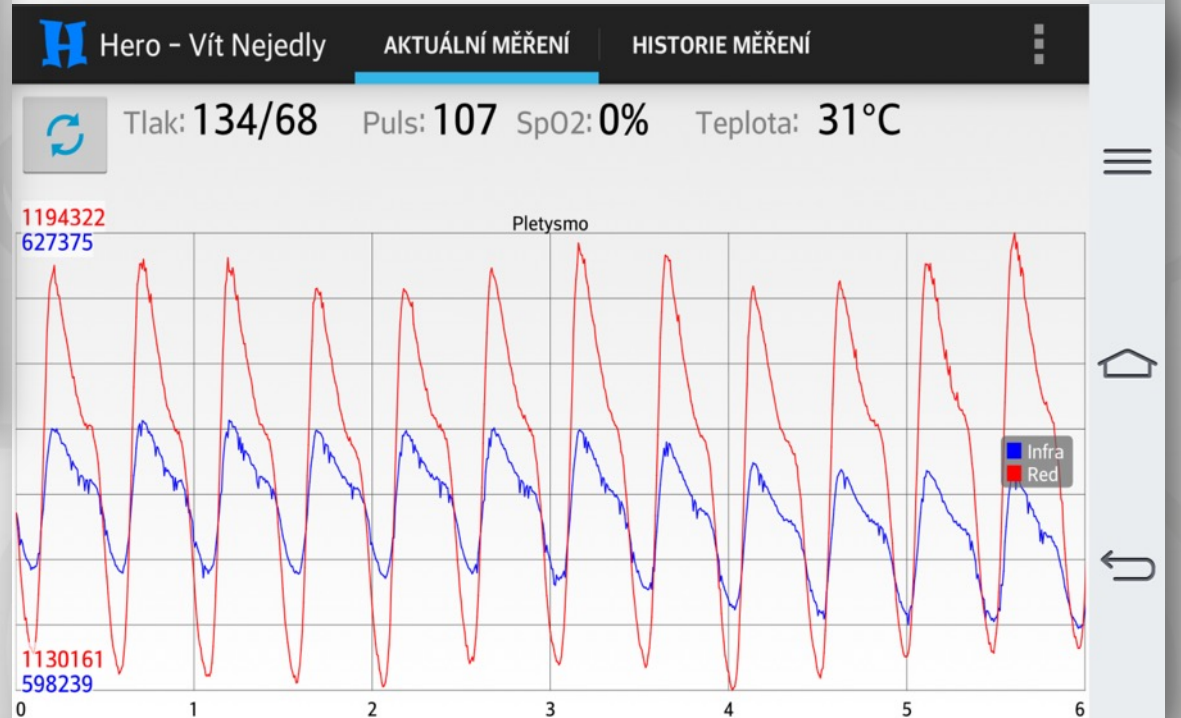 H Hero - Vít Nejedly AKTUÁLNÍ MĚŘENÍ HISTORIE MĚŘENÍ
Tlak: 134/68 Puls: 107 SpO2: 0% Teplota: 31°C
Pletysmo
1194322
627375
Infra
Red
1130161
598239
0 1 2 3 4 5 6